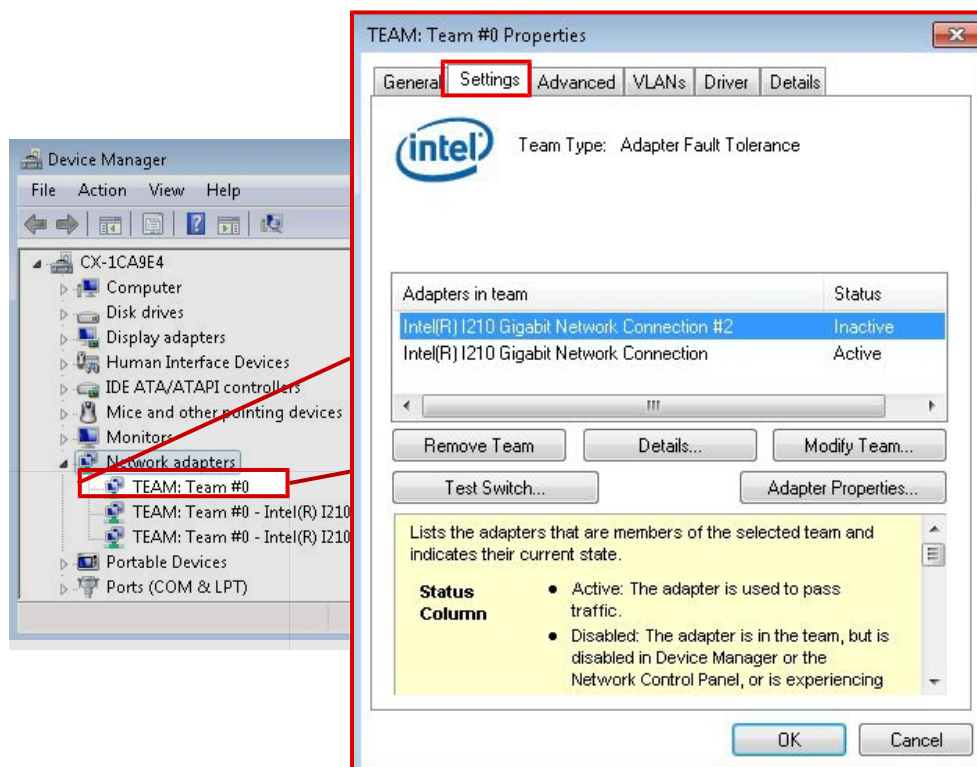 Device Manager
File Action View Help
CX-1CA9E4
Computer
Disk drives
Display adapters
Human Interface Devices
IDE ATA/ATAPI controllers
Mice and other pointing devices
Monitors
Network adapters
TEAM: Team #0
TEAM: Team #0 - Intel(R) I210
TEAM: Team #0 - Intel(R) I210
Portable Devices
Ports (COM & LPT)
TEAM: Team #0 Properties
General Settings Advanced VLANs Driver Details
intel Team Type: Adapter Fault Tolerance
Adapters in team Status
Intel(R) I210 Gigabit Network Connection #2 Inactive
Intel(R) I210 Gigabit Network Connection Active
Remove Team Details... Modify Team...
Test Switch... Adapter Properties...
Lists the adapters that are members of the selected team and
indicates their current state.
Status • Active: The adapter is used to pass
Column traffic.
• Disabled: The adapter is in the team, but is
disabled in Device Manager or the
Network Control Panel, or is experiencing
OK Cancel